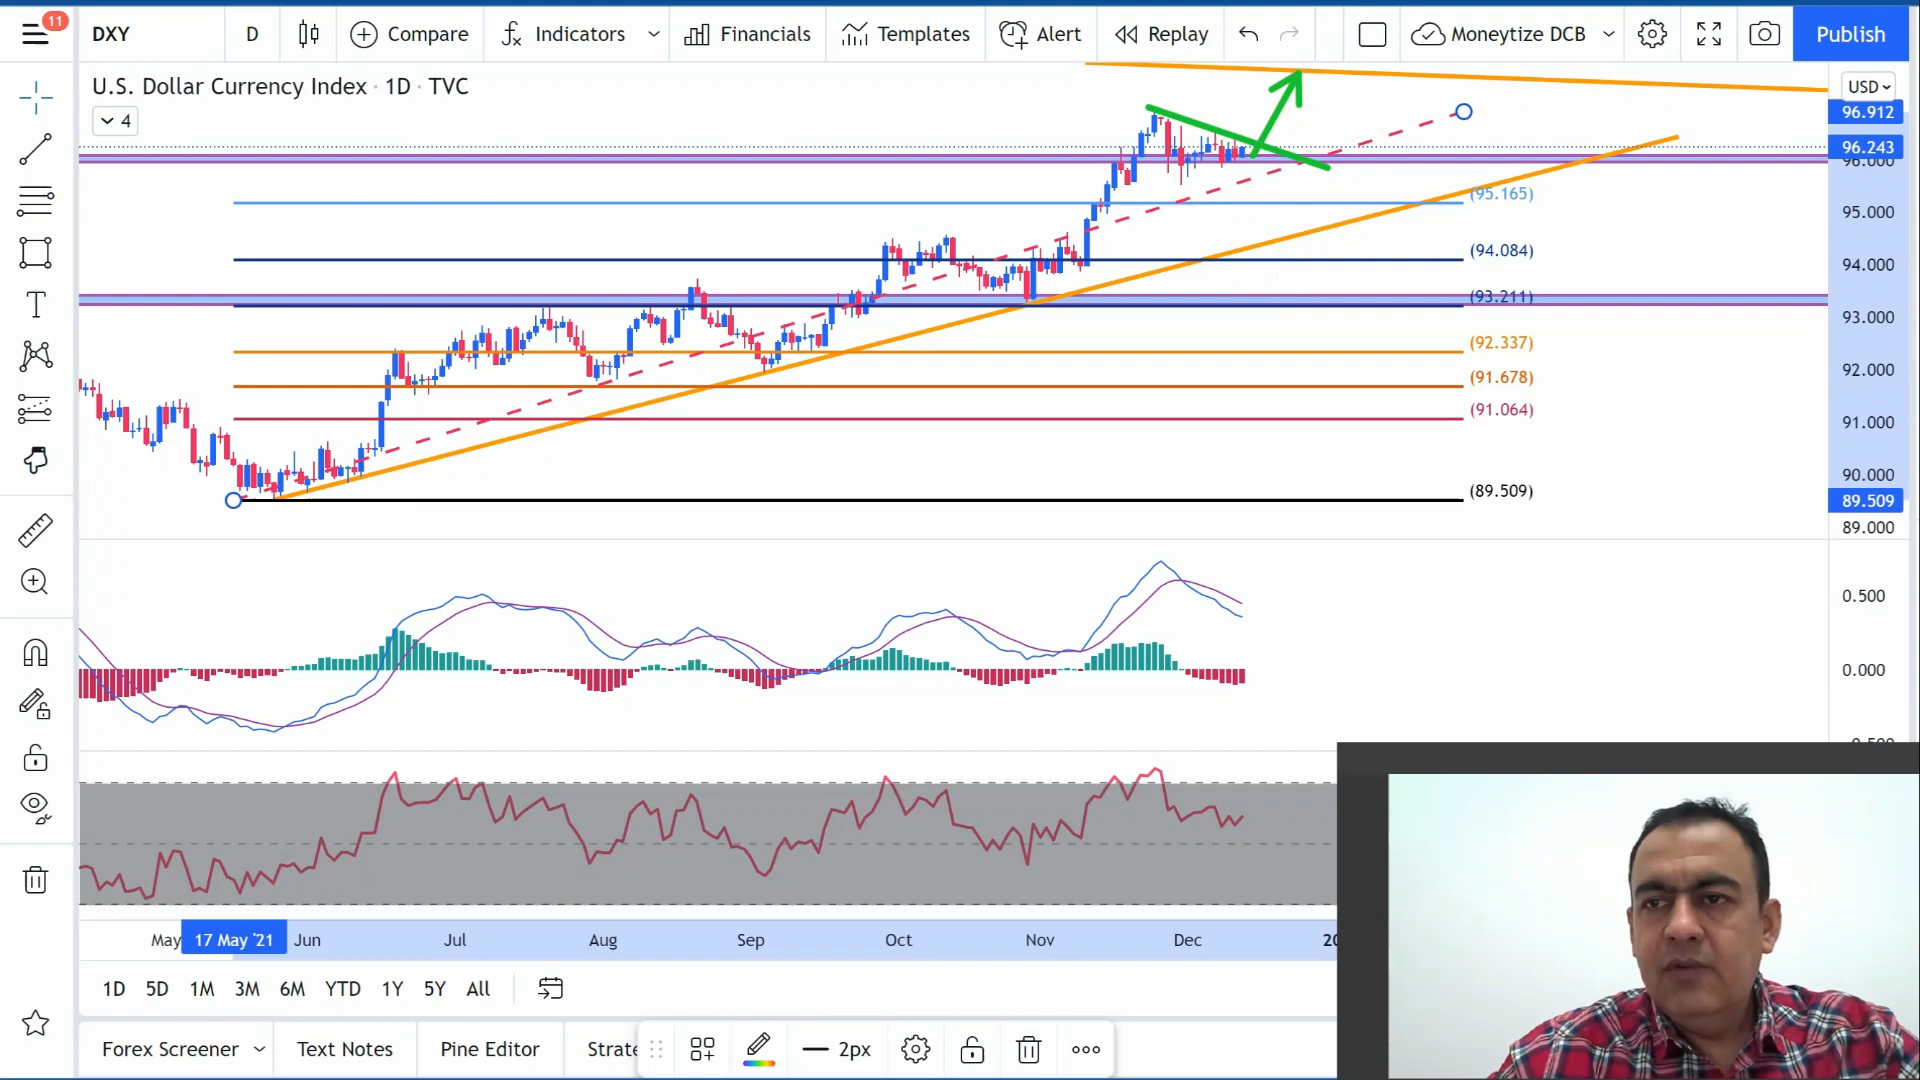 11
DXY
D
Compare
Indicators
Financials
Templates
Alert
Replay
Moneytize DCB
Publish
U.S. Dollar Currency Index · 1D · TVC
4
USD
96.912
96.243
96.000
(95.165)
95.000
(94.084)
94.000
(93.211)
93.000
(92.337)
92.000
(91.678)
(91.064)
91.000
90.000
(89.509)
89.509
89.000
0.500
0.000
May
17 May '21
Jun
Jul
Aug
Sep
Oct
Nov
Dec
20
1D
5D
1M
3M
6M
YTD
1Y
5Y
All
Forex Screener
Text Notes
Pine Editor
Strate
2px